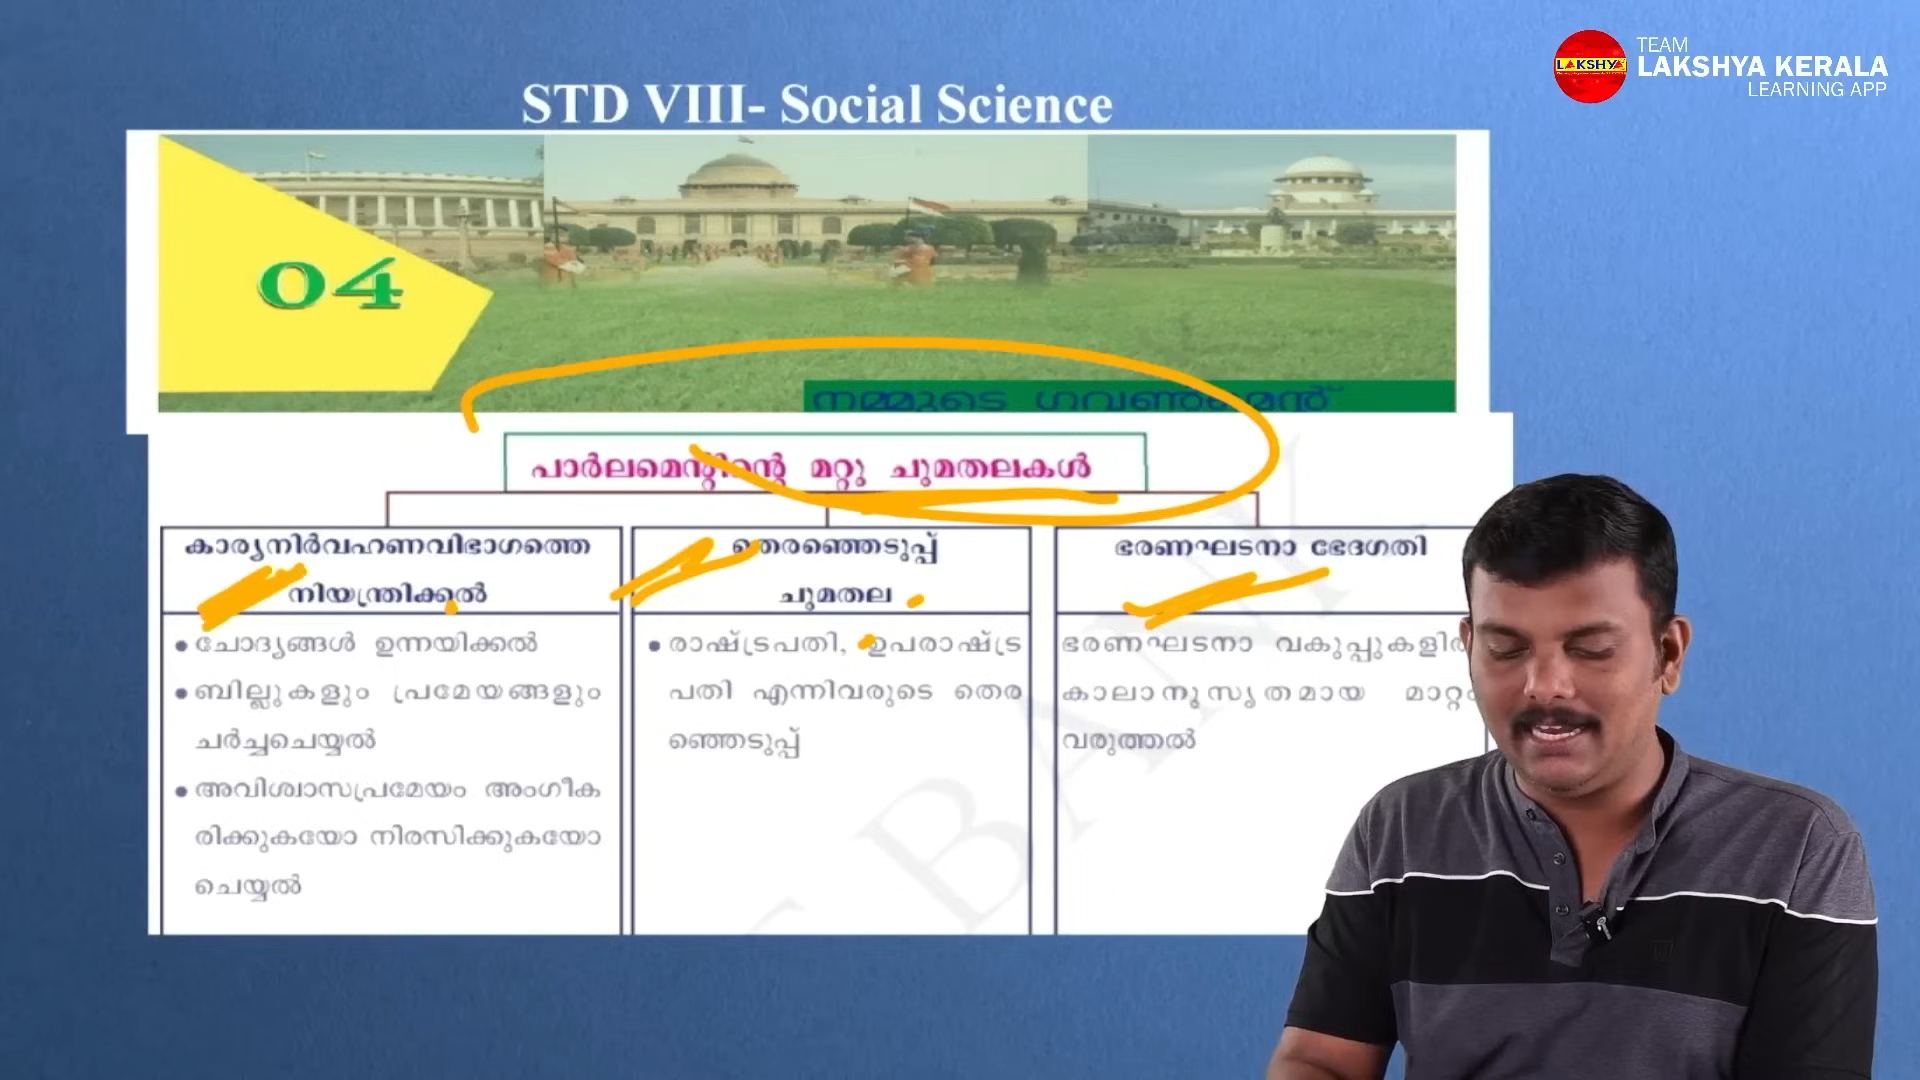 TEAM
LAKSHYA KERALA
LEARNING APP
LAKSHYA
STD VIII- Social Science
04
നമ്മുടെ ഗവൺമെന്റ്
പാർലമെന്റിന്റെ മറ്റു ചുമതലകൾ
കാര്യനിർവഹണവിഭാഗത്തെ
നിയന്ത്രിക്കൽ
• ചോദ്യങ്ങൾ ഉന്നയിക്കൽ
• ബില്ലുകളും പ്രമേയങ്ങളും
ചർച്ചചെയ്യൽ
• അവിശ്വാസപ്രമേയം അംഗീക
രിക്കുകയോ നിരസിക്കുകയോ
ചെയ്യൽ
തെരഞ്ഞെടുപ്പ്
ചുമതല
• രാഷ്ട്രപതി, ഉപരാഷ്ട്ര
പതി എന്നിവരുടെ തെര
ഞ്ഞെടുപ്പ്
ഭരണഘടനാ ഭേദഗതി
ഭരണഘടനാ വകുപ്പുകളിൽ
കാലാനുസൃതമായ മാറ്റം
വരുത്തൽ
BANK